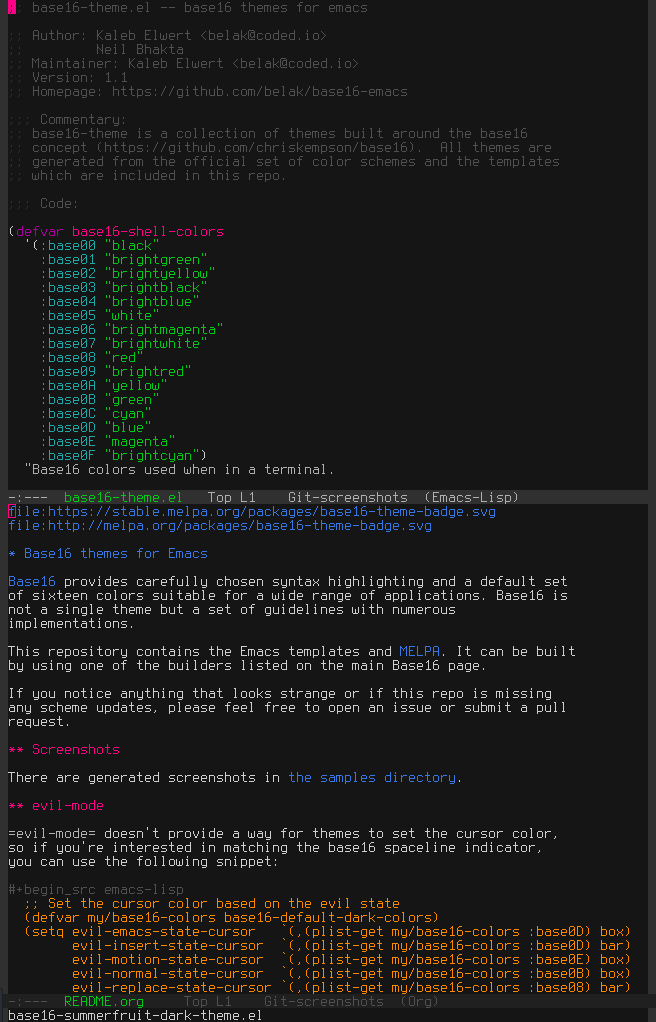 ;; base16-theme.el -- base16 themes for emacs
;; Author: Kaleb Elwert <belak@coded.io>
;;         Neil Bhakta
;; Maintainer: Kaleb Elwert <belak@coded.io>
;; Version: 1.1
;; Homepage: https://github.com/belak/base16-emacs
;;; Commentary:
;; base16-theme is a collection of themes built around the base16
;; concept (https://github.com/chriskempson/base16).  All themes are
;; generated from the official set of color schemes and the templates
;; which are included in this repo.
;;; Code:
(defvar base16-shell-colors
  '(:base00 "black"
    :base01 "brightgreen"
    :base02 "brightyellow"
    :base03 "brightblack"
    :base04 "brightblue"
    :base05 "white"
    :base06 "brightmagenta"
    :base07 "brightwhite"
    :base08 "red"
    :base09 "brightred"
    :base0A "yellow"
    :base0B "green"
    :base0C "cyan"
    :base0D "blue"
    :base0E "magenta"
    :base0F "brightcyan")
  "Base16 colors used when in a terminal.
-:---  base16-theme.el   Top L1    Git-screenshots  (Emacs-Lisp)
file:https://stable.melpa.org/packages/base16-theme-badge.svg
file:http://melpa.org/packages/base16-theme-badge.svg
* Base16 themes for Emacs
Base16 provides carefully chosen syntax highlighting and a default set
of sixteen colors suitable for a wide range of applications. Base16 is
not a single theme but a set of guidelines with numerous
implementations.
This repository contains the Emacs templates and MELPA. It can be built
by using one of the builders listed on the main Base16 page.
If you notice anything that looks strange or if this repo is missing
any scheme updates, please feel free to open an issue or submit a pull
request.
** Screenshots
There are generated screenshots in the samples directory.
** evil-mode
=evil-mode= doesn't provide a way for themes to set the cursor color,
so if you're interested in matching the base16 spaceline indicator,
you can use the following snippet:
#+begin_src emacs-lisp
  ;; Set the cursor color based on the evil state
  (defvar my/base16-colors base16-default-dark-colors)
  (setq evil-emacs-state-cursor   `(,(plist-get my/base16-colors :base0D) box)
        evil-insert-state-cursor  `(,(plist-get my/base16-colors :base0D) bar)
        evil-motion-state-cursor  `(,(plist-get my/base16-colors :base0E) box)
        evil-normal-state-cursor  `(,(plist-get my/base16-colors :base0B) box)
        evil-replace-state-cursor `(,(plist-get my/base16-colors :base08) bar)
-:---  README.org     Top L1    Git-screenshots  (Org)
base16-summerfruit-dark-theme.el